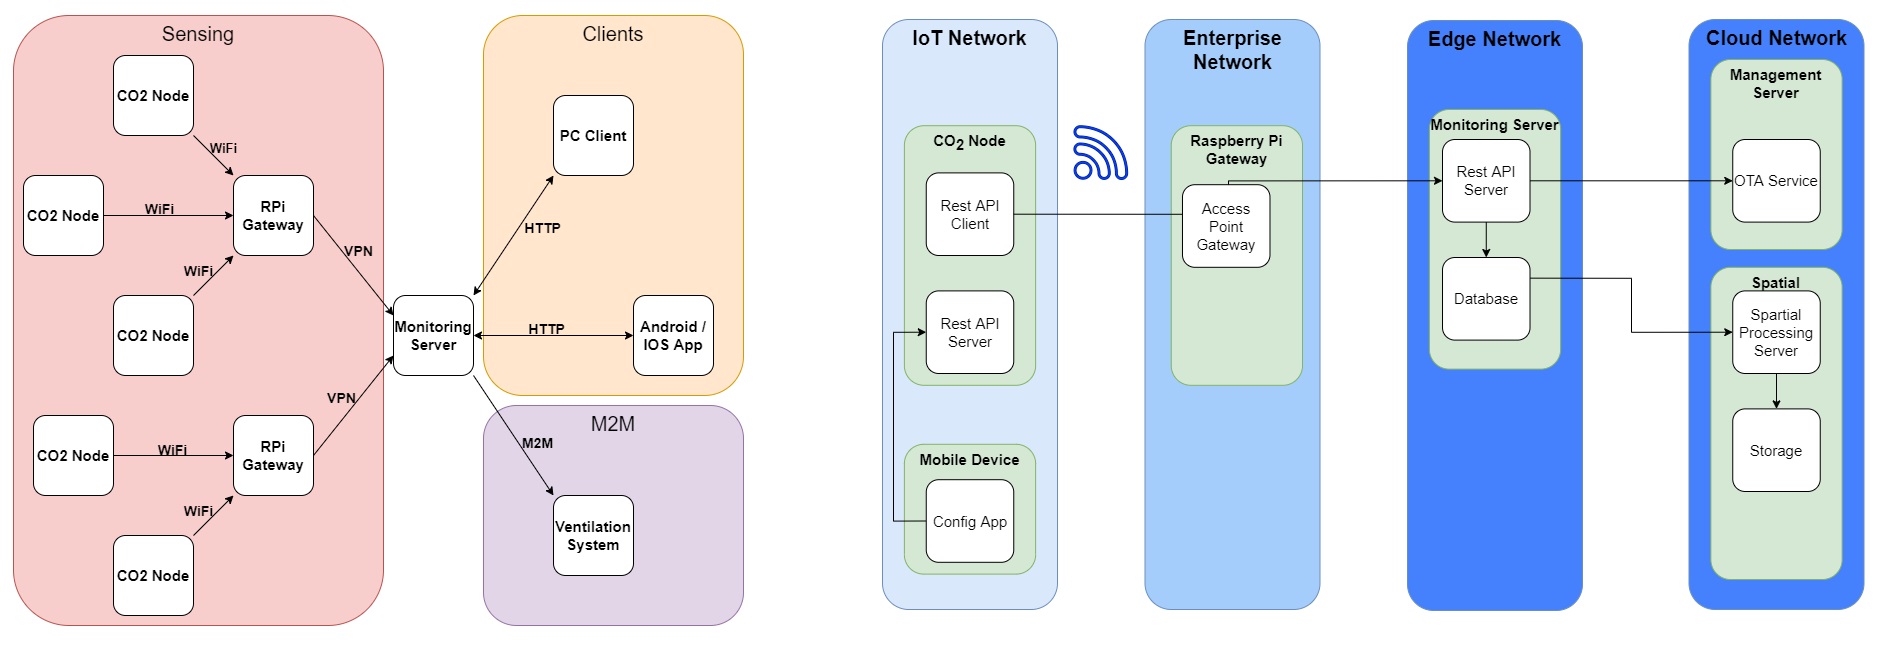 Sensing
CO2 Node
WiFi
CO2 Node
WiFi
RPi
Gateway
WiFi
CO2 Node
VPN
CO2 Node
WiFi
RPi
Gateway
WiFi
CO2 Node
VPN
Monitoring
Server
Clients
PC Client
HTTP
HTTP
Android /
IOS App
M2M
M2M
Ventilation
System
IoT Network
CO2 Node
Rest API
Client
Rest API
Server
Mobile Device
Config App
Enterprise
Network
Raspberry Pi
Gateway
Access
Point
Gateway
Edge Network
Monitoring Server
Rest API
Server
Database
Cloud Network
Management
Server
OTA Service
Spatial
Spartial
Processing
Server
Storage